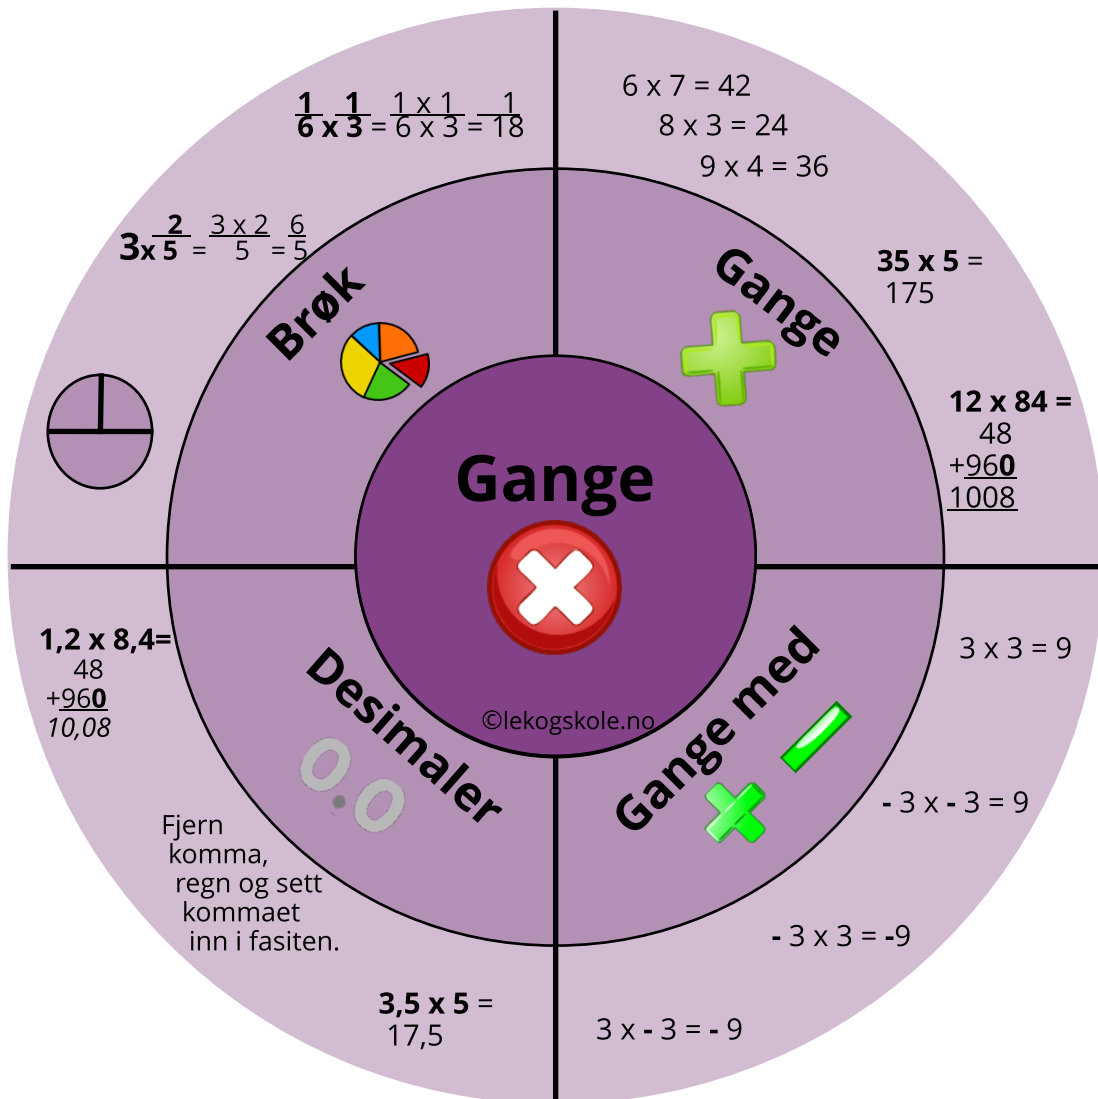 Gange
©lekogskole.no
Gange
6 x 7 = 42
8 x 3 = 24
9 x 4 = 36
35 x 5 =
175
12 x 84 =
48
+960
1008
Gange med
3 x 3 = 9
- 3 x - 3 = 9
- 3 x 3 = -9
3 x - 3 = - 9
Desimaler
0.0
1,2 x 8,4=
48
+960
10,08
Fjern
komma,
regn og sett
kommaet
inn i fasiten.
3,5 x 5 =
17,5
Brøk
1 1 1 x 1 1
6 x 3 = 6 x 3 = 18
2 3 x 2 6
3x 5 = 5 = 5